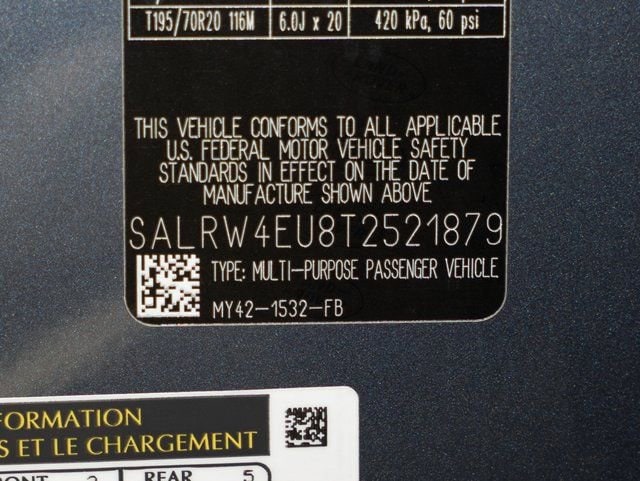 T195/70R20 116M 6.0J x 20 420 kPa, 60 psi
THIS VEHICLE CONFORMS TO ALL APPLICABLE
U.S. FEDERAL MOTOR VEHICLE SAFETY
STANDARDS IN EFFECT ON THE DATE OF
MANUFACTURE SHOWN ABOVE
SALRW4EU8T2521879
TYPE: MULTI-PURPOSE PASSENGER VEHICLE
MY42-1532-FB
FORMATION
S ET LE CHARGEMENT
RONT 2 REAR 5